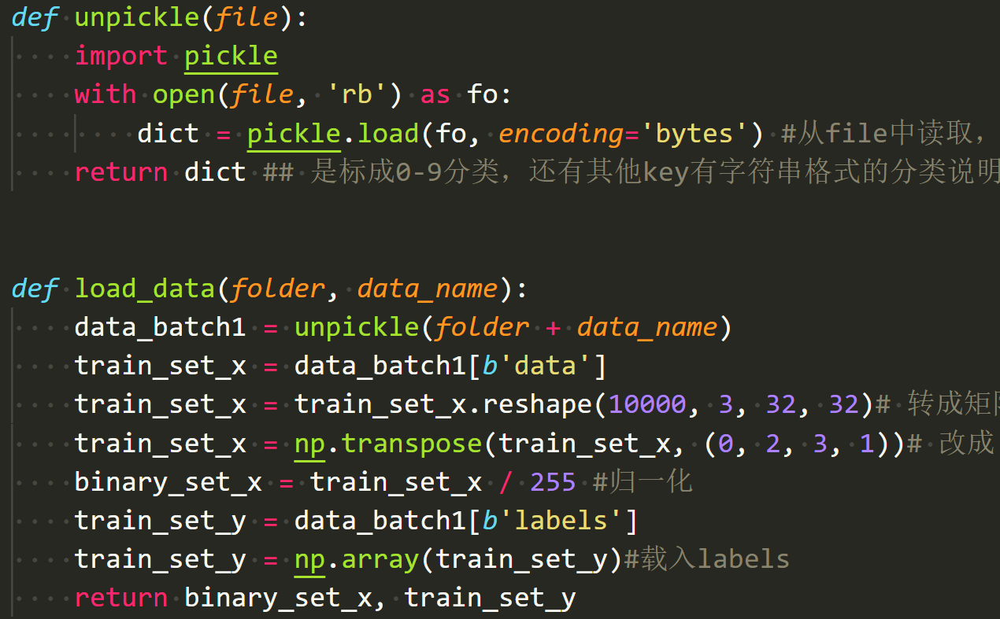 def unpickle(file):
    import pickle
    with open(file, 'rb') as fo:
        dict = pickle.load(fo, encoding='bytes') #从file中读取，
    return dict ## 是标成0-9分类，还有其他key有字符串格式的分类说明
def load_data(folder, data_name):
    data_batch1 = unpickle(folder + data_name)
    train_set_x = data_batch1[b'data']
    train_set_x = train_set_x.reshape(10000, 3, 32, 32)# 转成矩阵
    train_set_x = np.transpose(train_set_x, (0, 2, 3, 1))# 改成
    binary_set_x = train_set_x / 255 #归一化
    train_set_y = data_batch1[b'labels']
    train_set_y = np.array(train_set_y)#载入labels
    return binary_set_x, train_set_y